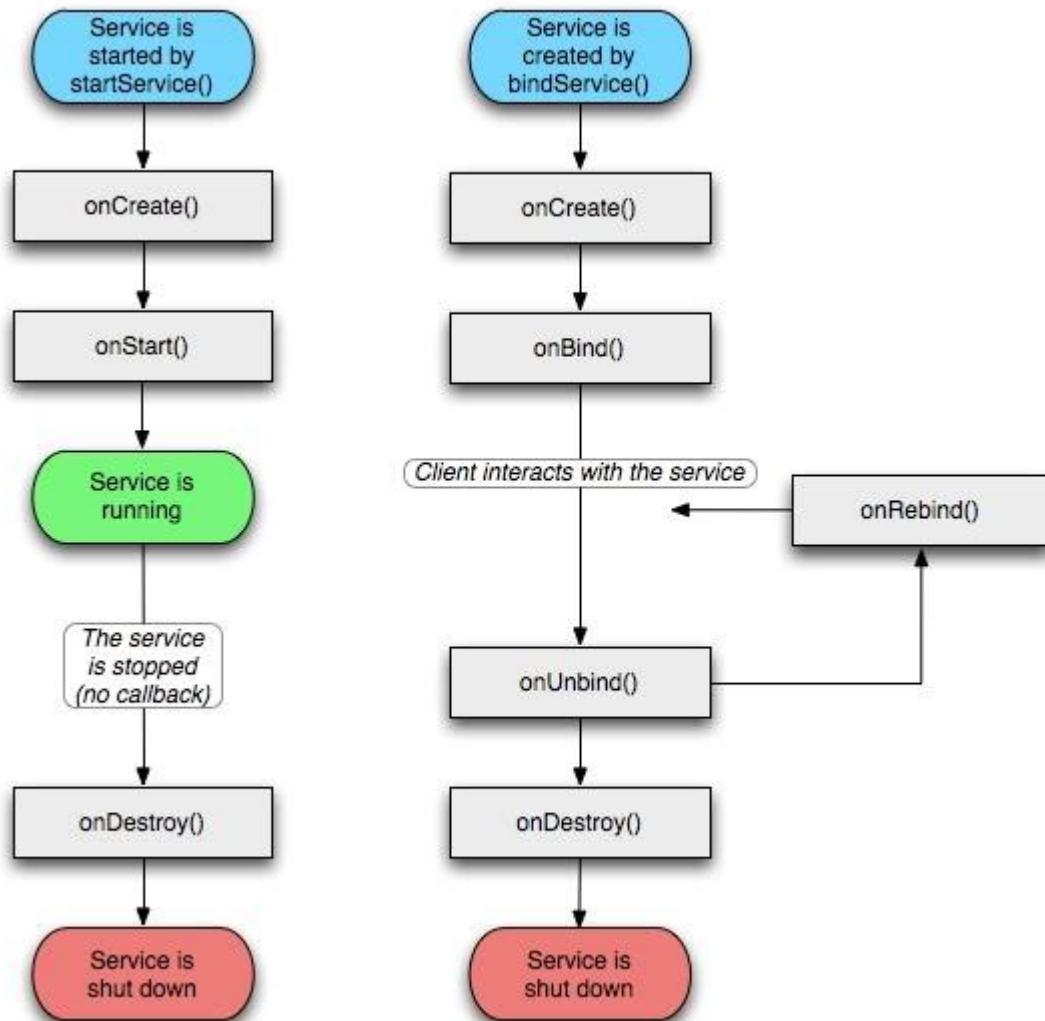 Service is
started by
startService()
onCreate()
onStart()
Service is
running
The service
is stopped
(no callback)
onDestroy()
Service is
shut down
Service is
created by
bindService()
onCreate()
onBind()
Client interacts with the service
onRebind()
onUnbind()
onDestroy()
Service is
shut down